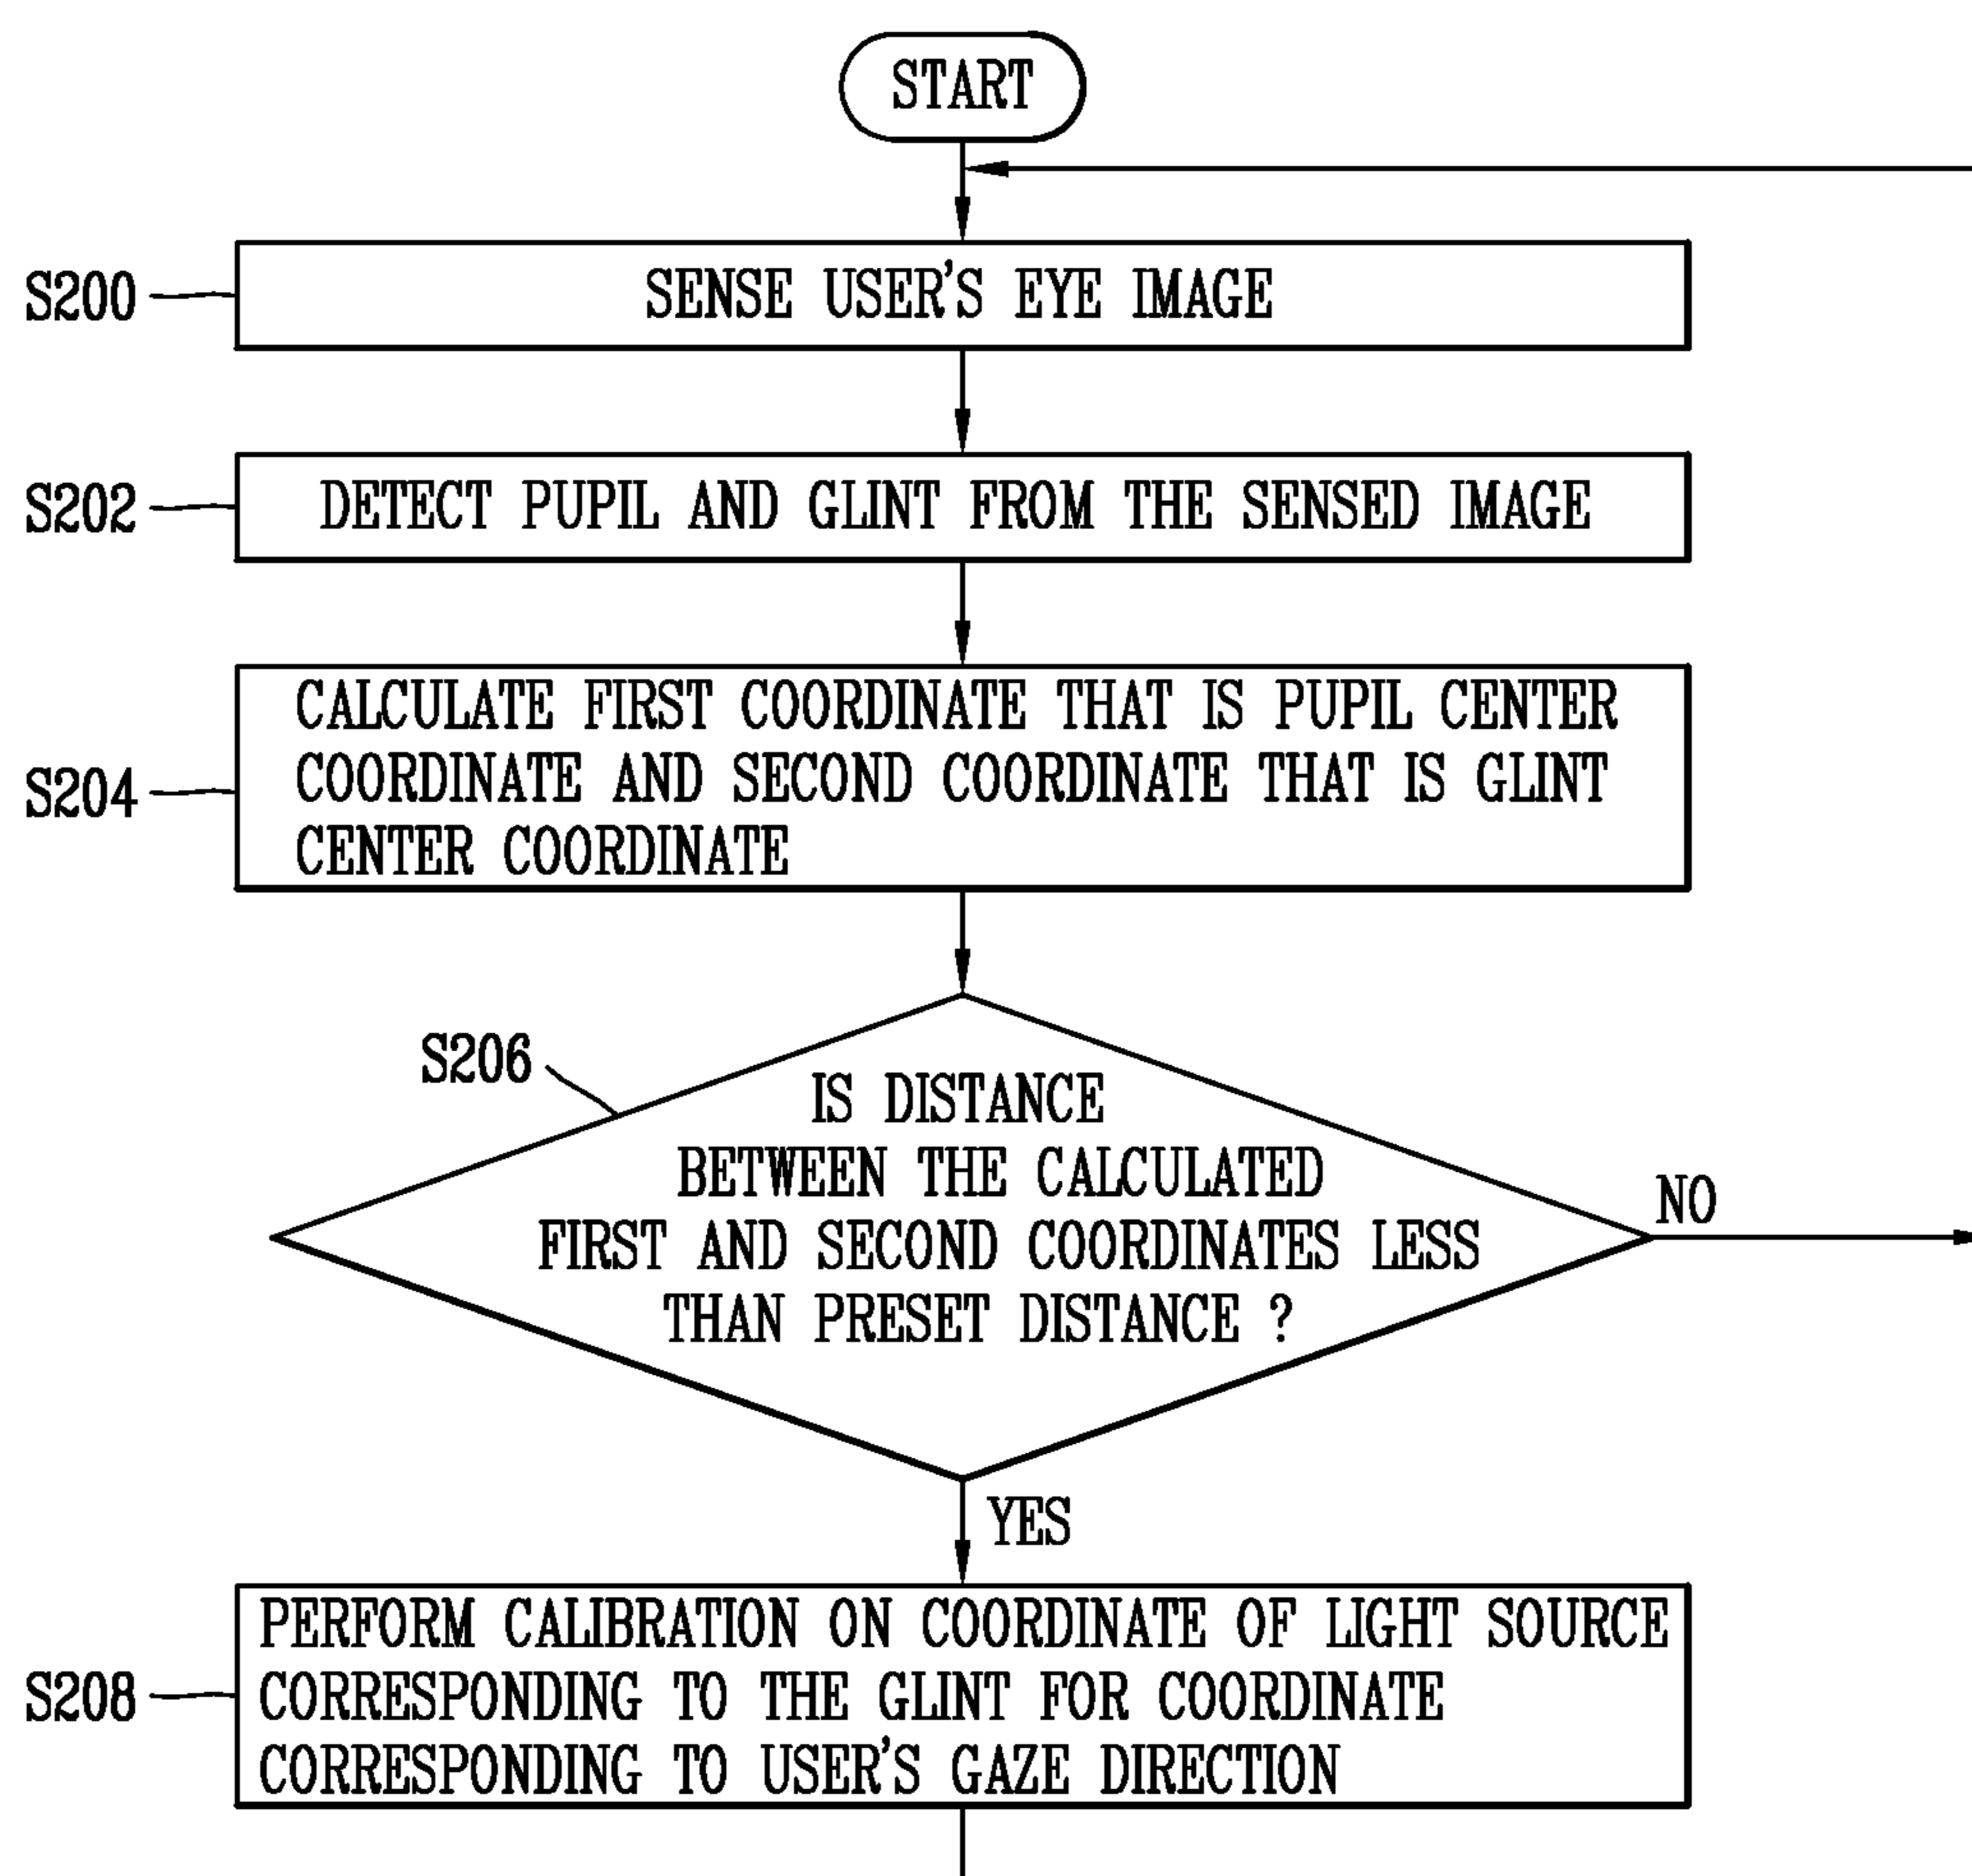 START
S200
SENSE USER'S EYE IMAGE
S202
DETECT PUPIL AND GLINT FROM THE SENSED IMAGE
S204
CALCULATE FIRST COORDINATE THAT IS PUPIL CENTER
COORDINATE AND SECOND COORDINATE THAT IS GLINT
CENTER COORDINATE
S206
IS DISTANCE
BETWEEN THE CALCULATED
FIRST AND SECOND COORDINATES LESS
THAN PRESET DISTANCE ?
NO
YES
S208
PERFORM CALIBRATION ON COORDINATE OF LIGHT SOURCE
CORRESPONDING TO THE GLINT FOR COORDINATE
CORRESPONDING TO USER'S GAZE DIRECTION